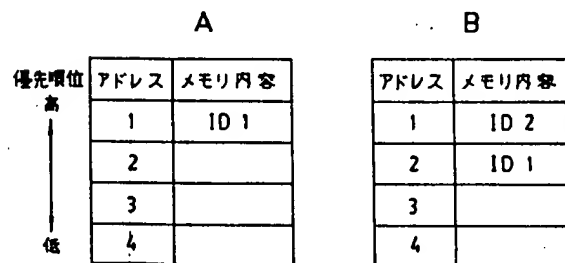 A B
優先順位 アドレス メモリ内容 アドレス メモリ内容
高 1 ID 1 1 ID 2
2 2 ID 1
3 3
低 4 4